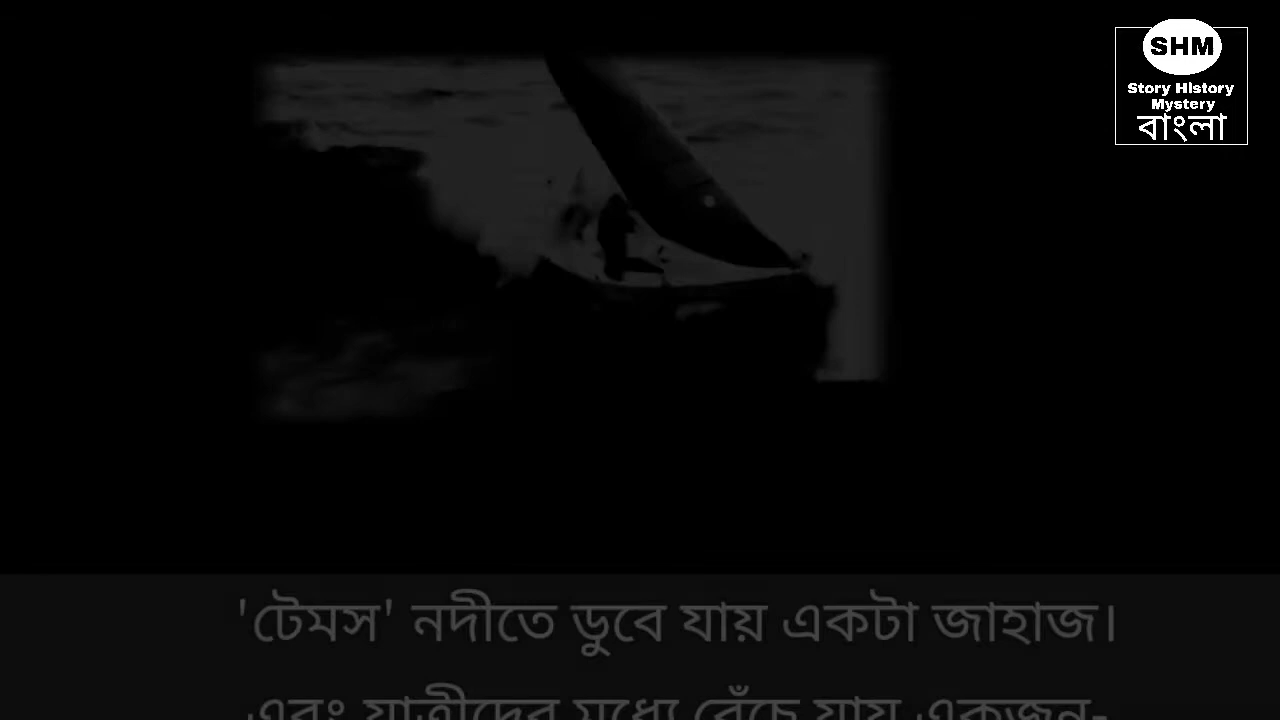 SHM
Story History
Mystery
বাংলা
'টেমস' নদীতে ডুবে যায় একটা জাহাজ।
এবং যাত্রীদের মধ্যে বেঁচে যায় একজন-